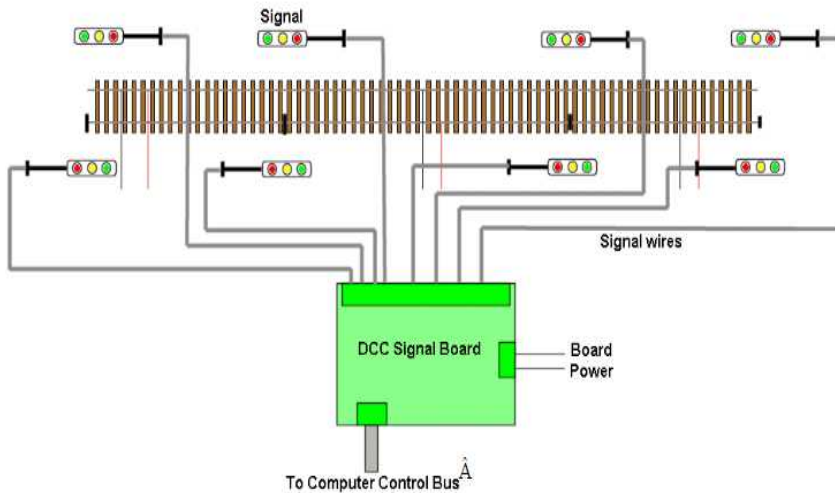 Signal
Signal wires
DCC Signal Board
Board
Power
To Computer Control BusÂ